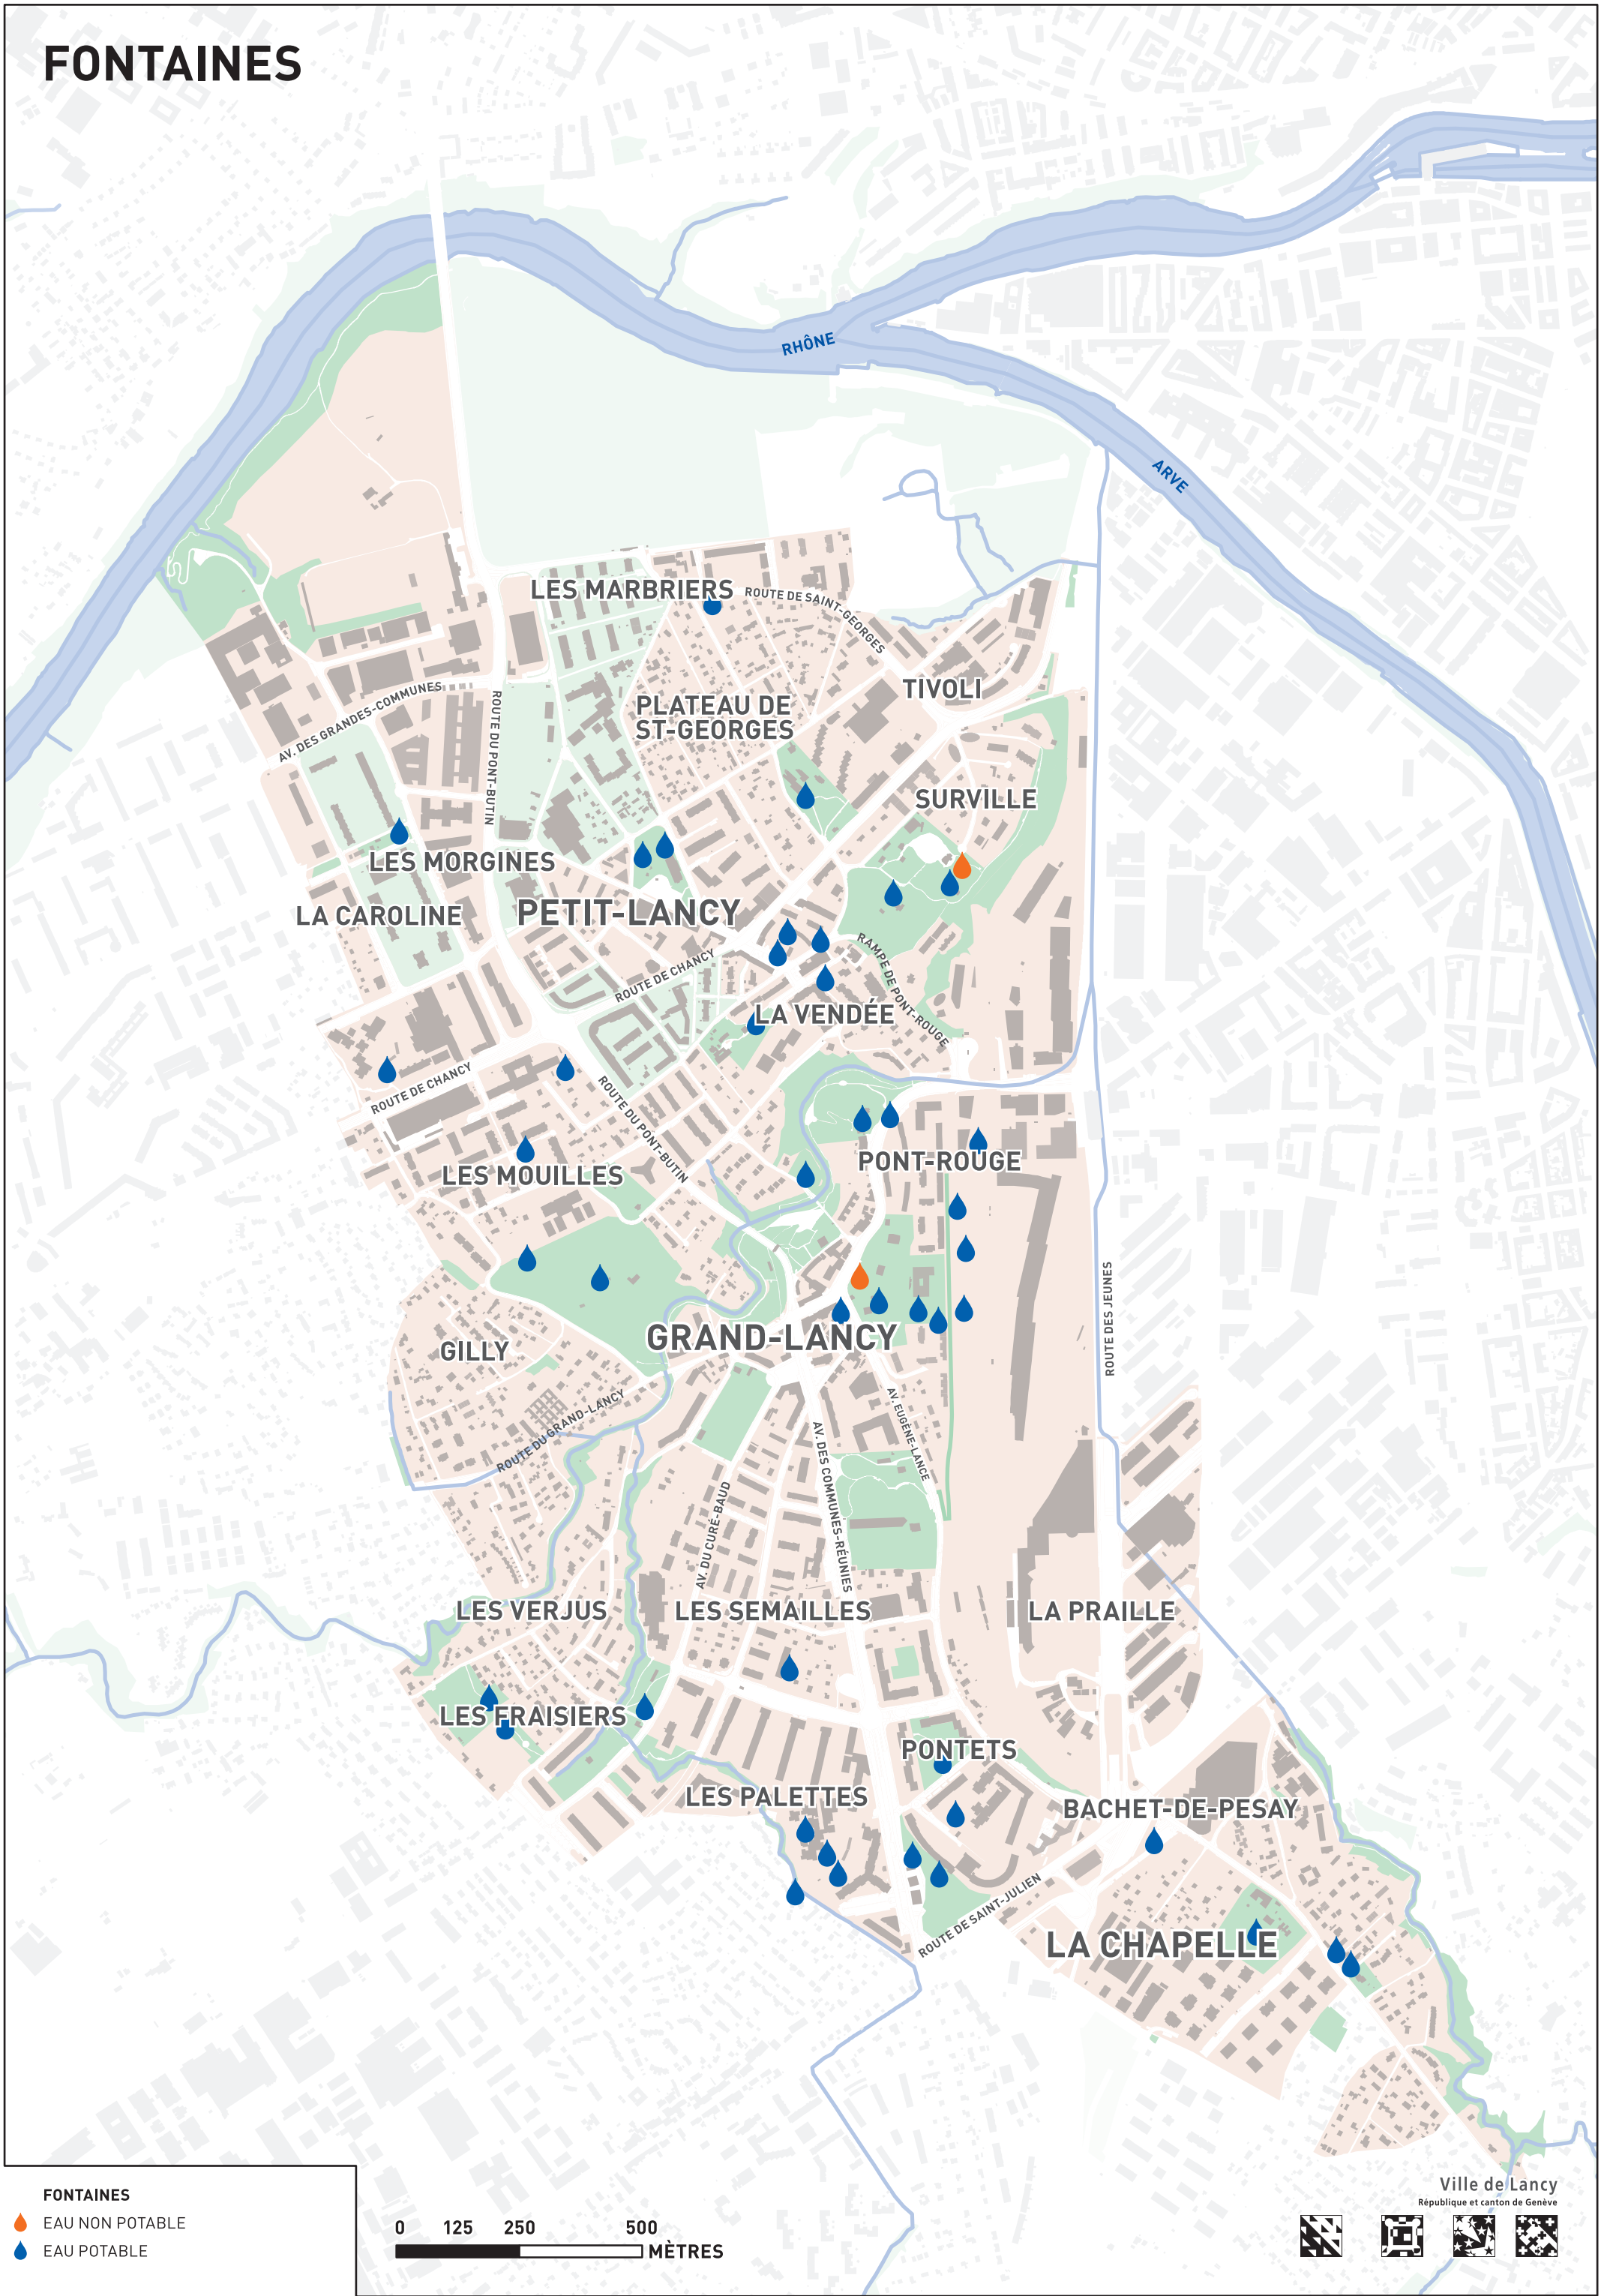 FONTAINES
RHÔNE
ARVE
LES MARBRIERS
ROUTE DE SAINT-GEORGES
TIVOLI
AV. DES GRANDES-COMMUNES
ROUTE DU PONT-BUTIN
PLATEAU DE
ST-GEORGES
SURVILLE
LES MORGINES
LA CAROLINE
PETIT-LANCY
ROUTE DE CHANCY
RAMPE DE PONT-ROUGE
LA VENDÉE
ROUTE DE CHANCY
ROUTE DU PONT-BUTIN
LES MOUILLES
PONT-ROUGE
ROUTE DES JEUNES
GRAND-LANCY
GILLY
ROUTE DU GRAND-LANCY
AV. EUGÈNE-LANCE
AV. DES COMMUNES-RÉUNIES
AV. DU CURÉ-BAUD
LES VERJUS
LES SEMAILLES
LA PRAILLE
LES FRAISIERS
PONTETS
LES PALETTES
BACHET-DE-PESAY
ROUTE DE SAINT-JULIEN
LA CHAPELLE
FONTAINES
EAU NON POTABLE
EAU POTABLE
0 125 250 500
MÈTRES
Ville de Lancy
République et canton de Genève